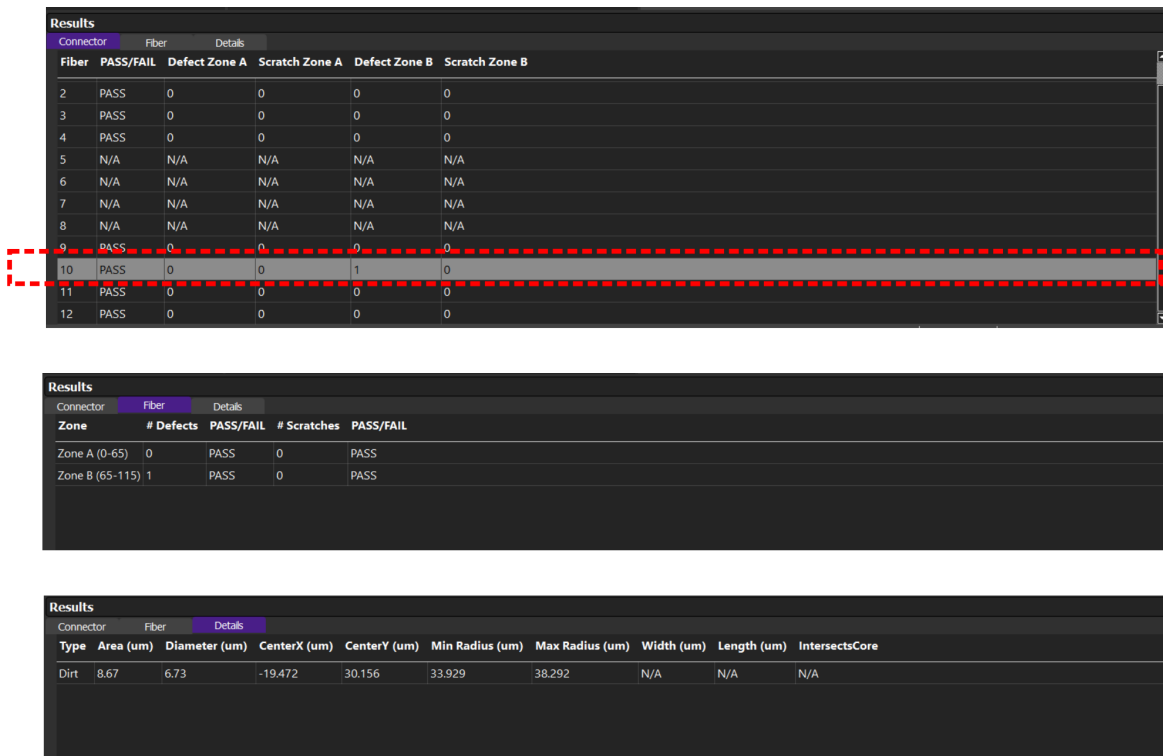 Results
Connector Fiber Details
Fiber PASS/FAIL Defect Zone A Scratch Zone A Defect Zone B Scratch Zone B
2 PASS 0 0 0 0
3 PASS 0 0 0 0
4 PASS 0 0 0 0
5 N/A N/A N/A N/A N/A
6 N/A N/A N/A N/A N/A
7 N/A N/A N/A N/A N/A
8 N/A N/A N/A N/A N/A
9 PASS 0 0 0 0
10 PASS 0 0 1 0
11 PASS 0 0 0 0
12 PASS 0 0 0 0
Results
Connector Fiber Details
Zone # Defects PASS/FAIL # Scratches PASS/FAIL
Zone A (0-65) 0 PASS 0 PASS
Zone B (65-115) 1 PASS 0 PASS
Results
Connector Fiber Details
Type Area (um) Diameter (um) CenterX (um) CenterY (um) Min Radius (um) Max Radius (um) Width (um) Length (um) IntersectsCore
Dirt 8.67 6.73 -19.472 30.156 33.929 38.292 N/A N/A N/A